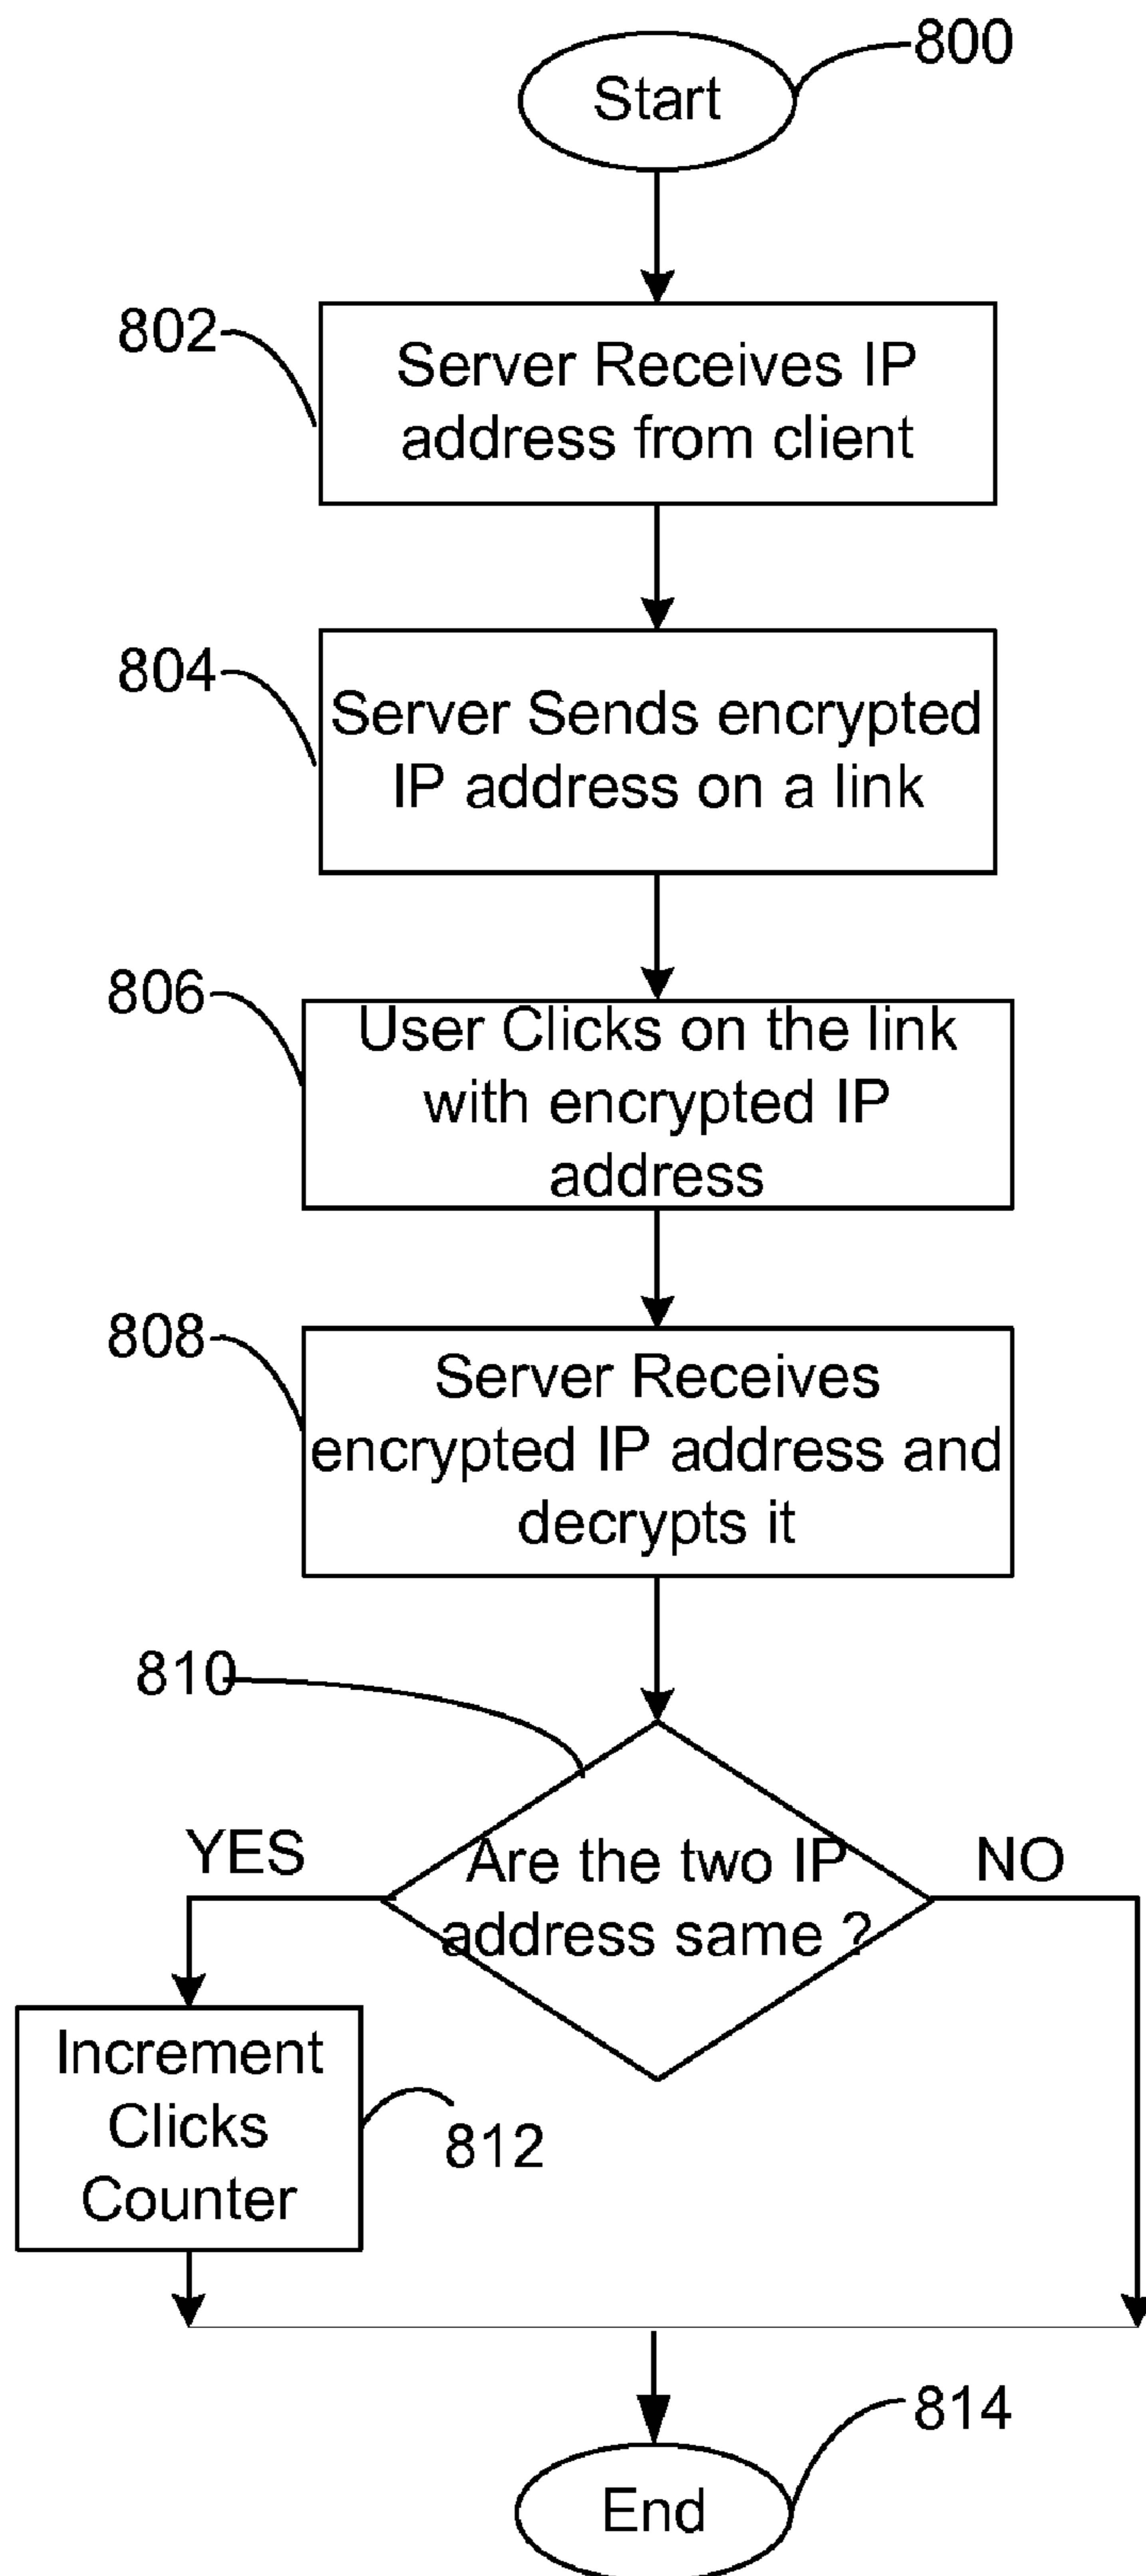 800
Start
802
Server Receives IP
address from client
804
Server Sends encrypted
IP address on a link
806
User Clicks on the link
with encrypted IP
address
808
Server Receives
encrypted IP address and
decrypts it
810
YES
Are the two IP
address same ?
NO
Increment
Clicks
Counter
812
814
End